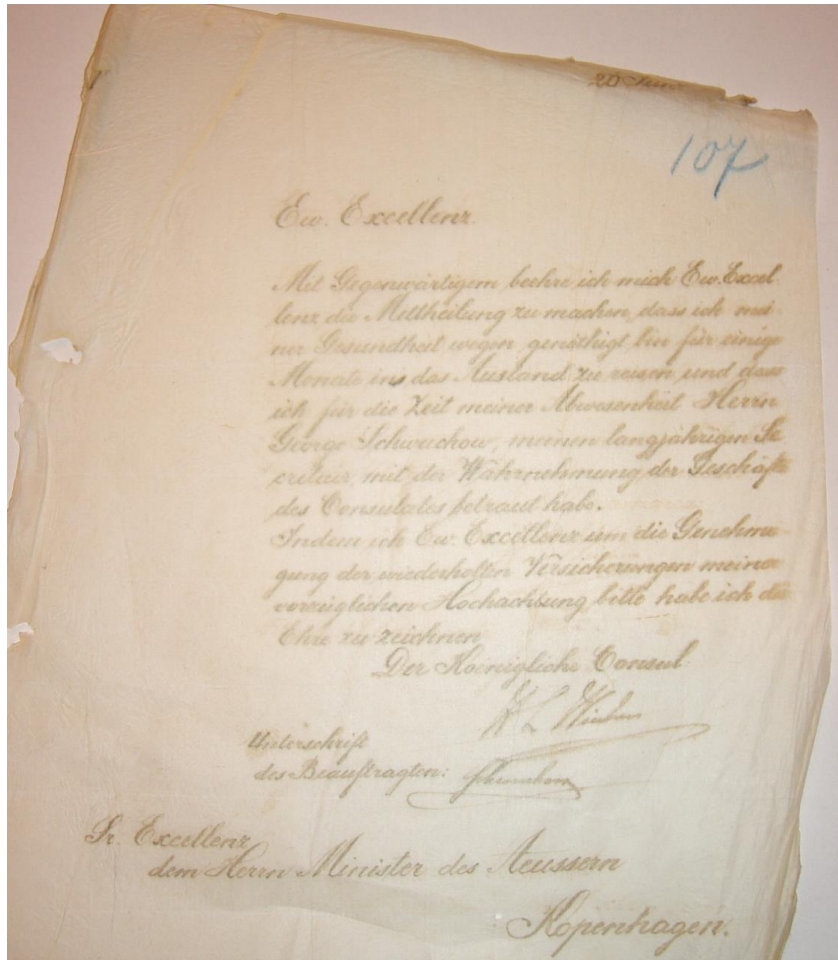 20 Juni
107
Ew. Excellenz.
Mit Gegenwärtigem beehre ich mich Ew. Excel-
lenz die Mittheilung zu machen, dass ich mei-
ner Gesundheit wegen genöthigt bin für einige
Monate ins das Ausland zu reisen und dass
ich für die Zeit meiner Abwesenheit Herrn
George Schwuchow, meinen langjährigen Se
cretair, mit der Wahrnehmung der Geschäfte
des Consulates betraut habe.
Indem ich Ew. Excellenz um die Genehmi-
gung der wiederholten Versicherungen meiner
vorzüglichen Hochachtung bitte habe ich die
Ehre zu zeichnen
Der Koenigliche Consul
W L
Unterschrift
des Beauftragten: Schwuchow
Sr. Excellenz
dem Herrn Minister des Aeussern
Kopenhagen.